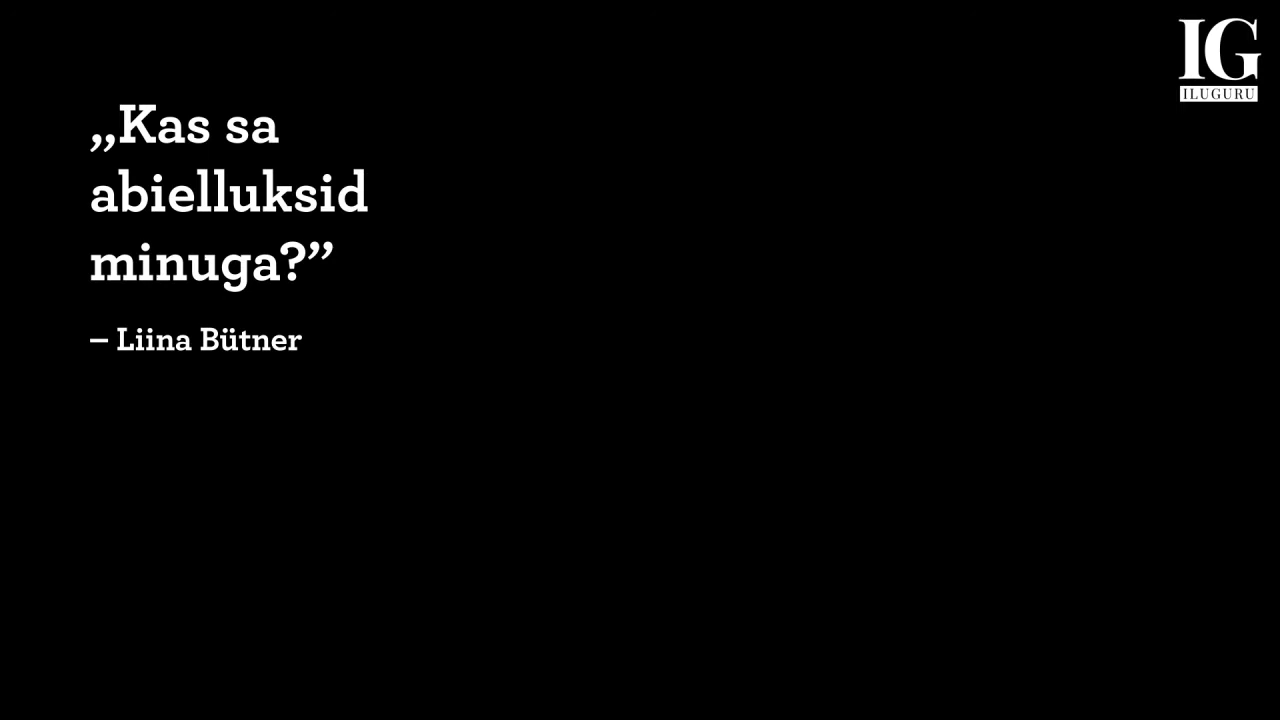 IG
ILUGURU
„Kas sa
abielluksid
minuga?”
– Liina Bütner